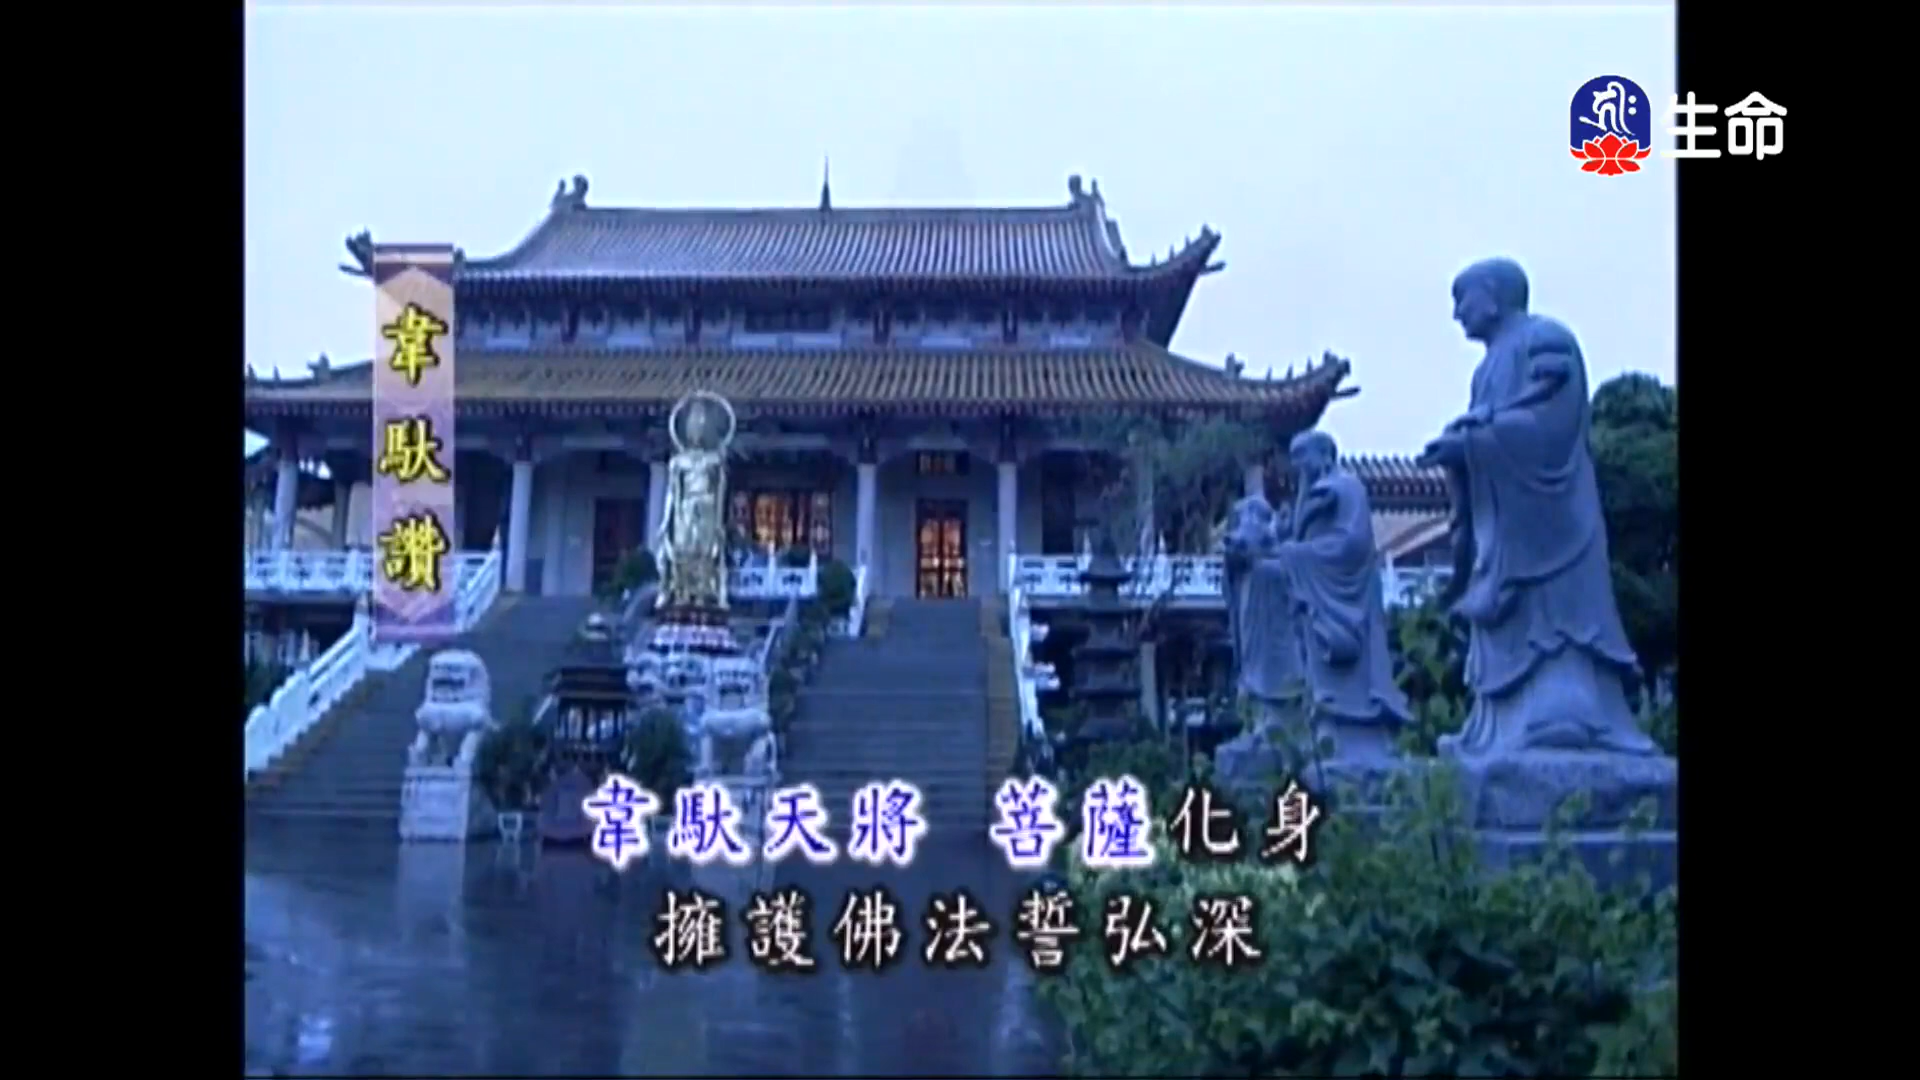 生命
韋馱讚
韋馱天將 菩薩化身
擁護佛法誓弘深